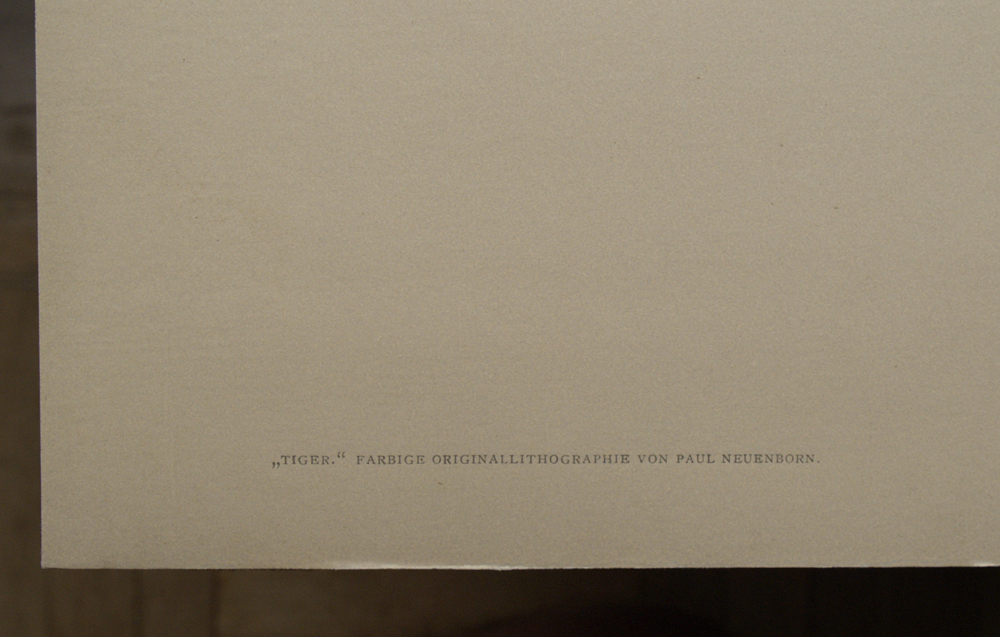 „TIGER.“ FARBIGE ORIGINALLITHOGRAPHIE VON PAUL NEUENBORN.